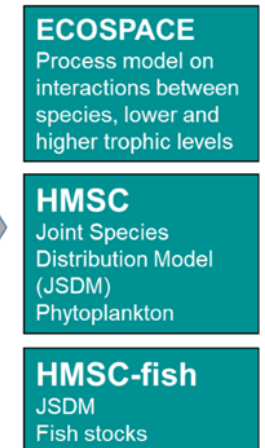 ECOSPACE
Process model on
interactions between
species, lower and
higher trophic levels
HMSC
Joint Species
Distribution Model
(JSDM)
Phytoplankton
HMSC-fish
JSDM
Fish stocks